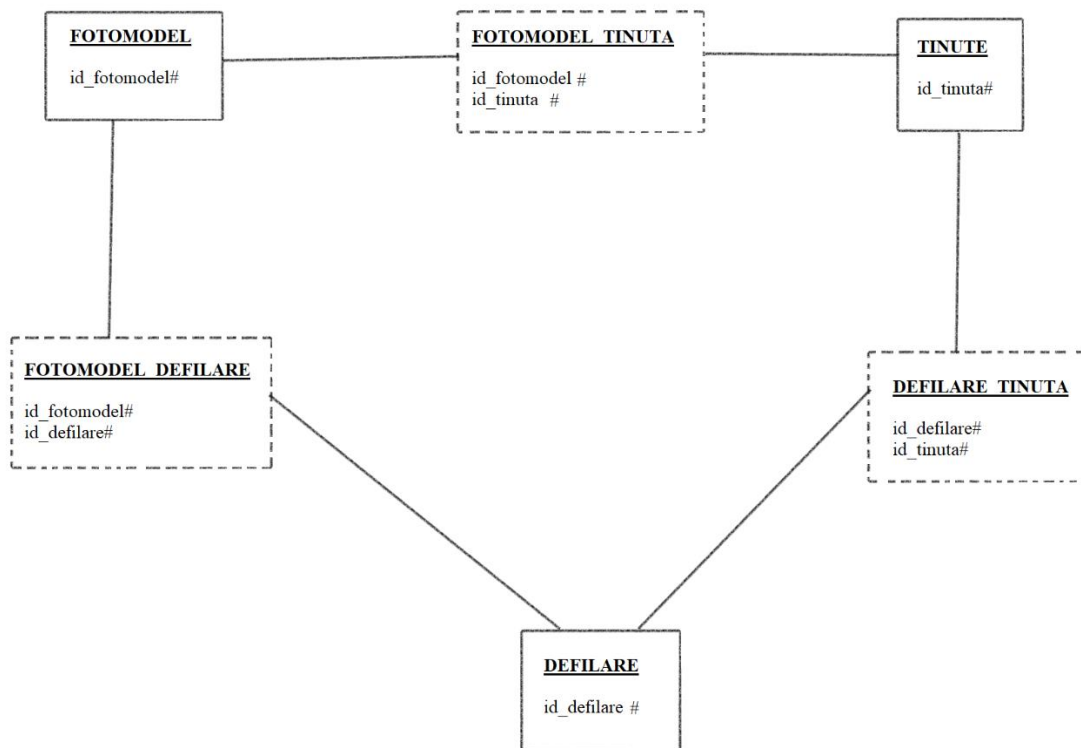 FOTOMODEL
id_fotomodel#
FOTOMODEL_TINUTA
id_fotomodel #
id_tinuta #
TINUTE
id_tinuta#
FOTOMODEL_DEFILARE
id_fotomodel#
id_defilare#
DEFILARE_TINUTA
id_defilare#
id_tinuta#
DEFILARE
id_defilare #